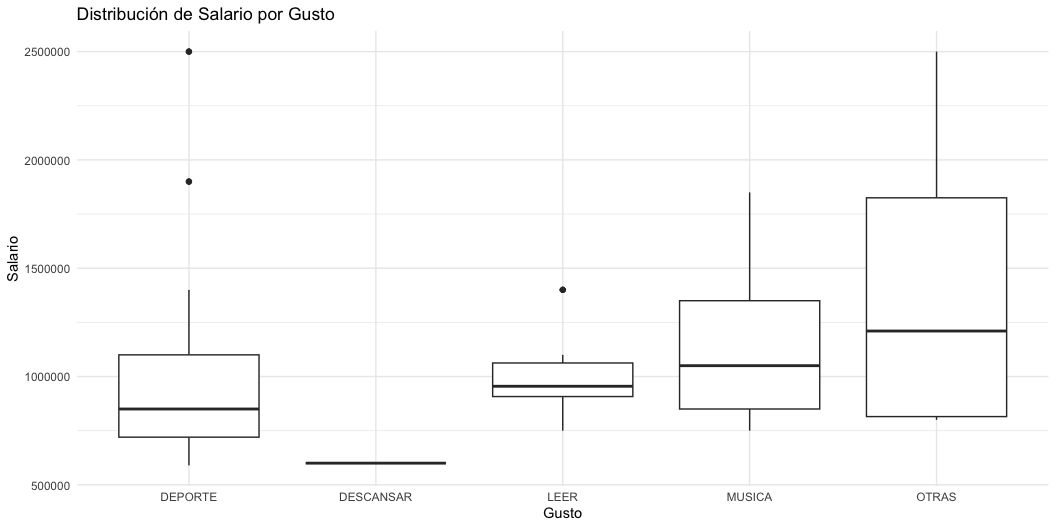 Distribución de Salario por Gusto
Salario
2500000
2000000
1500000
1000000
500000
DEPORTE DESCANSAR LEER MUSICA OTRAS
Gusto